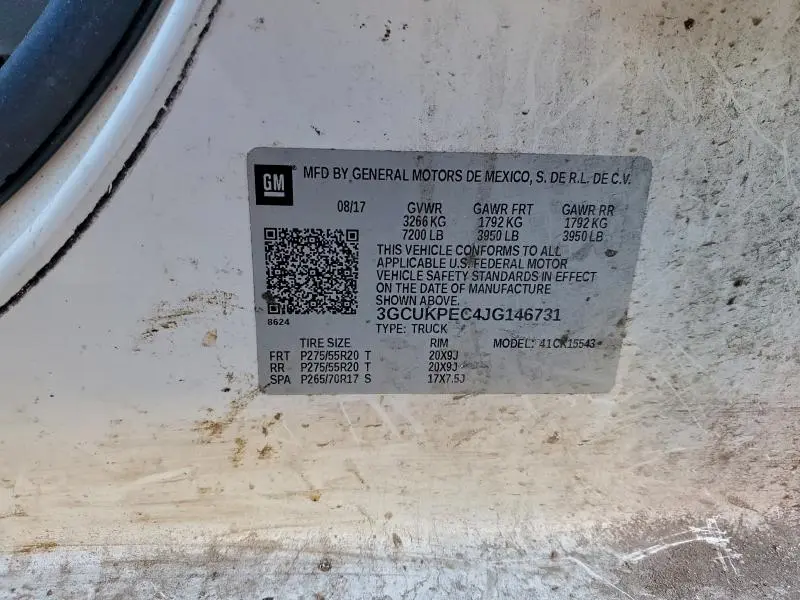 GM® MFD BY GENERAL MOTORS DE MEXICO, S. DE R.L. DE C.V.
08/17 GVWR GAWR FRT GAWR RR
3266 KG 1792 KG 1792 KG
7200 LB 3950 LB 3950 LB
THIS VEHICLE CONFORMS TO ALL
APPLICABLE U.S. FEDERAL MOTOR
VEHICLE SAFETY STANDARDS IN EFFECT
ON THE DATE OF MANUFACTURE
SHOWN ABOVE.
8624 3GCUKPEC4JG146731
TYPE: TRUCK
TIRE SIZE RIM MODEL: 41CK15543
FRT P275/55R20 T 20X9J
RR P275/55R20 T 20X9J
SPA P265/70R17 S 17X7.5J